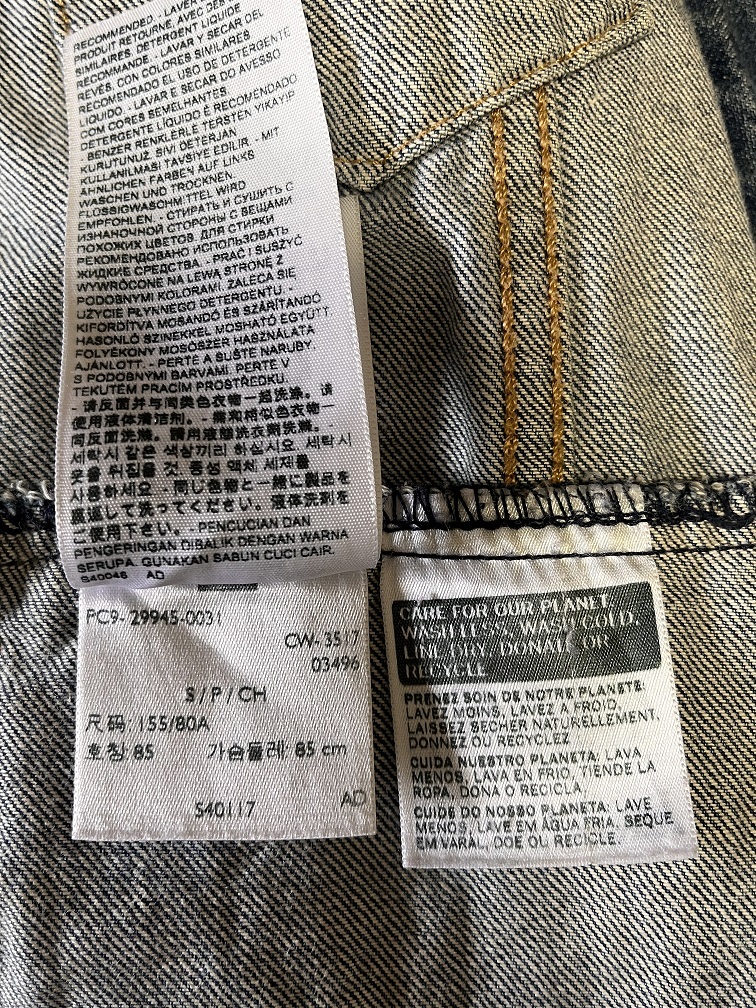 RECOMMENDED. - LAVER
PRODUIT RETOURNÉ, AVEC DES
SIMILAIRES. DETERGENT LIQUIDE
RECOMMANDÉ. - LAVAR Y SECAR DEL
REVÉS, CON COLORES SIMILARES.
RECOMENDADO EL USO DE DETERGENTE
LÍQUIDO. - LAVAR E SECAR DO AVESSO
COM CORES SEMELHANTES.
DETERGENTE LÍQUIDO É RECOMENDADO.
- BENZER RENKLERLE TERSTEN YIKAYIP
KURUTUNUZ. SIVI DETERJAN
KULLANILMASI TAVSİYE EDİLİR. - MIT
ÄHNLICHEN FARBEN AUF LINKS
WASCHEN UND TROCKNEN.
FLÜSSIGWASCHMITTEL WIRD
EMPFOHLEN. - СТИРАТЬ И СУШИТЬ С
ИЗНАНОЧНОЙ СТОРОНЫ С ВЕЩАМИ
ПОХОЖИХ ЦВЕТОВ. ДЛЯ СТИРКИ
РЕКОМЕНДОВАНО ИСПОЛЬЗОВАТЬ
ЖИДКИЕ СРЕДСТВА. - PRAĆ I SUSZYĆ
WYWRÓCONE NA LEWĄ STRONĘ Z
PODOBNYMI KOLORAMI. ZALECA SIĘ
UŻYCIE PŁYNNEGO DETERGENTU. -
KIFORDÍTVA MOSANDÓ ÉS SZÁRÍTANDÓ
HASONLÓ SZINEKKEL MOSHATÓ EGYÜTT.
FOLYÉKONY MOSÓSZER HASZNÁLATA
AJÁNLOTT. - PERTE A SUŠTE NARUBY,
S PODOBNÝMI BARVAMI. PERTE V
TEKUTÉM PRACÍM PROSTŘEDKU.
- 请反面并与同类色衣物一起洗涤。请
使用液体清洁剂。 - 需和相似色衣物一
同反面洗滌。請用液態洗衣劑洗滌。 -
세탁시 같은 색상끼리 하십시오. 세탁시
옷을 뒤집을 것. 중성 액체 세제를
사용하세요. - 同じ色物と一緒に製品を
裏返して洗ってください。液体洗剤を
ご使用下さい。 - PENCUCIAN DAN
PENGERINGAN DIBALIK DENGAN WARNA
SERUPA. GUNAKAN SABUN CUCI CAIR.
S40046 AD
PC9-29945-0031
CW-3517
03496
S / P / CH
尺码: 155/80A
호칭: 85 가슴둘레: 85 cm
S40117 AD
CARE FOR OUR PLANET
WASH LESS, WASH COLD,
LINE DRY, DONATE OR
RECYCLE
PRENEZ SOIN DE NOTRE PLANÈTE:
LAVEZ MOINS, LAVEZ À FROID,
LAISSEZ SÉCHER NATURELLEMENT,
DONNEZ OU RECYCLEZ
CUIDA NUESTRO PLANETA: LAVA
MENOS, LAVA EN FRÍO, TIENDE LA
ROPA, DONA O RECICLA.
CUIDE DO NOSSO PLANETA: LAVE
MENOS, LAVE EM ÁGUA FRIA, SEQUE
EM VARAL, DOE OU RECICLE.